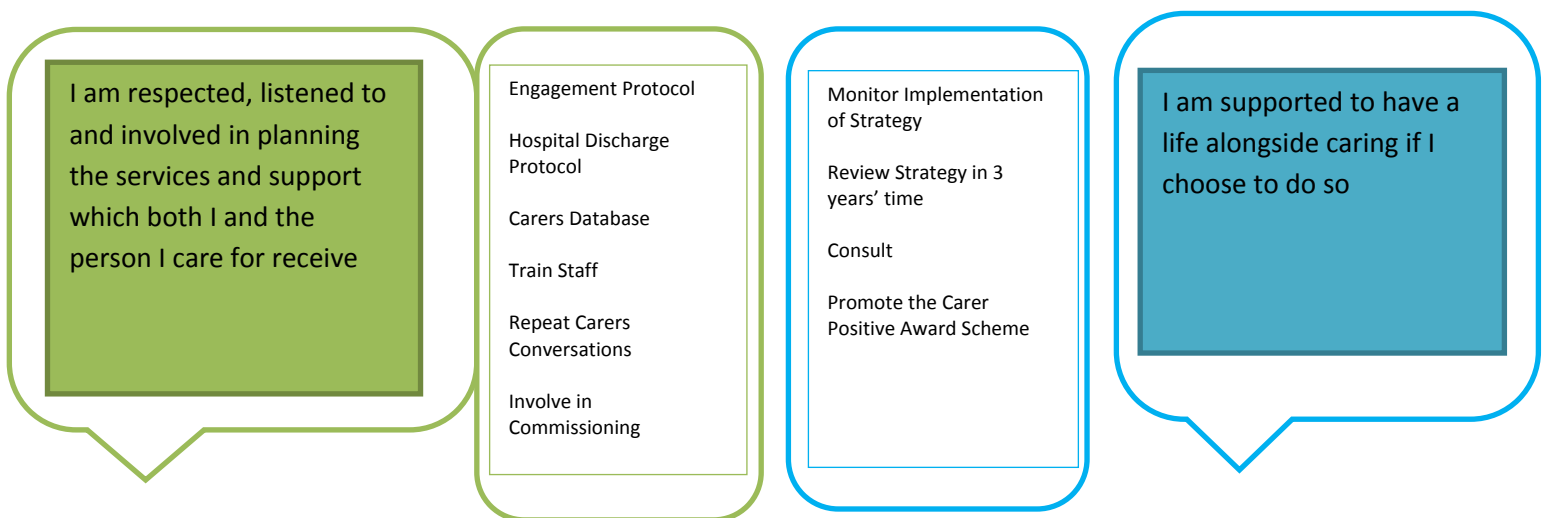 I am respected, listened to
and involved in planning
the services and support
which both I and the
person I care for receive
Engagement Protocol
Hospital Discharge
Protocol
Carers Database
Train Staff
Repeat Carers
Conversations
Involve in
Commissioning
Monitor Implementation
of Strategy
Review Strategy in 3
years’ time
Consult
Promote the Carer
Positive Award Scheme
I am supported to have a
life alongside caring if I
choose to do so